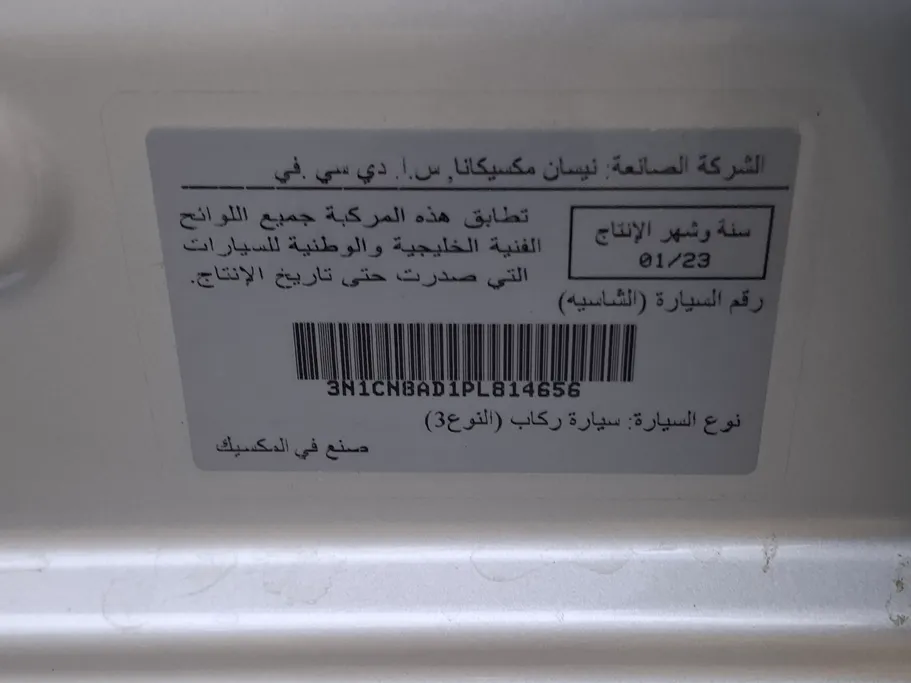 الشركة الصانعة: نيسان مكسيكانا, س.ا. دي سي .في
سنة وشهر الإنتاج
01/23
تطابق هذه المركبة جميع اللوائح
الفنية الخليجية والوطنية للسيارات
التي صدرت حتى تاريخ الإنتاج.
رقم السيارة (الشاسيه)
3N1CN8AD1PL814656
نوع السيارة: سيارة ركاب (النوع3)
صنع في المكسيك